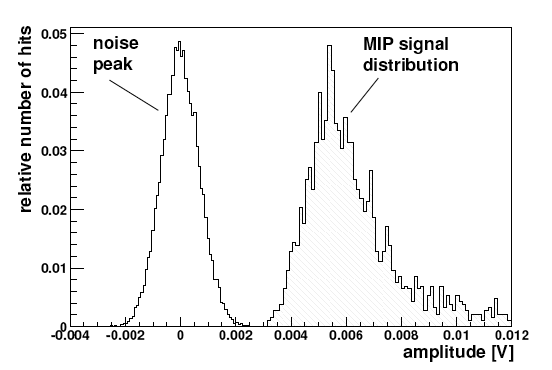 relative number of hits
0.05
0.04
0.03
0.02
0.01
0
noise
peak
MIP signal
distribution
-0.004 -0.002 0 0.002 0.004 0.006 0.008 0.01 0.012
amplitude [V]